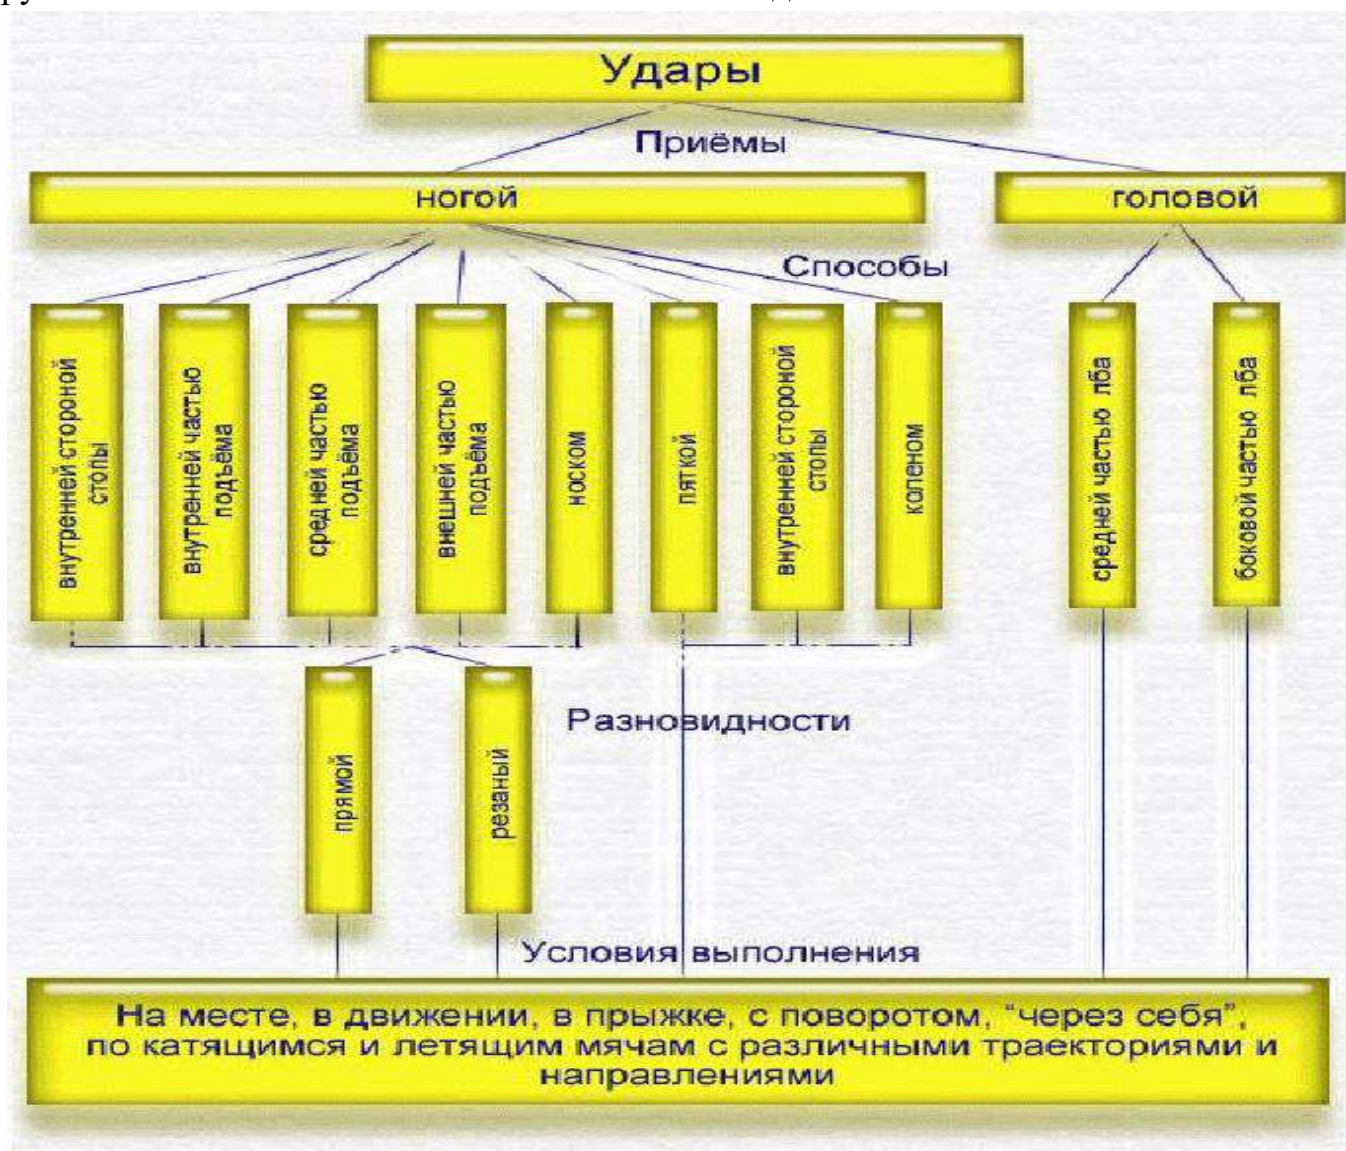 Удары
Приёмы
ногой
головой
Способы
внутренней стороной
стопы
внутренней частью
подъёма
средней частью
подъёма
внешней частью
подъёма
носком
пяткой
внутренней стороной
стопы
коленом
средней частью лба
боковой частью лба
прямой
резаный
Разновидности
Условия выполнения
На месте, в движении, в прыжке, с поворотом, “через себя”,
по катящимся и летящим мячам с различными траекториями и
направлениями